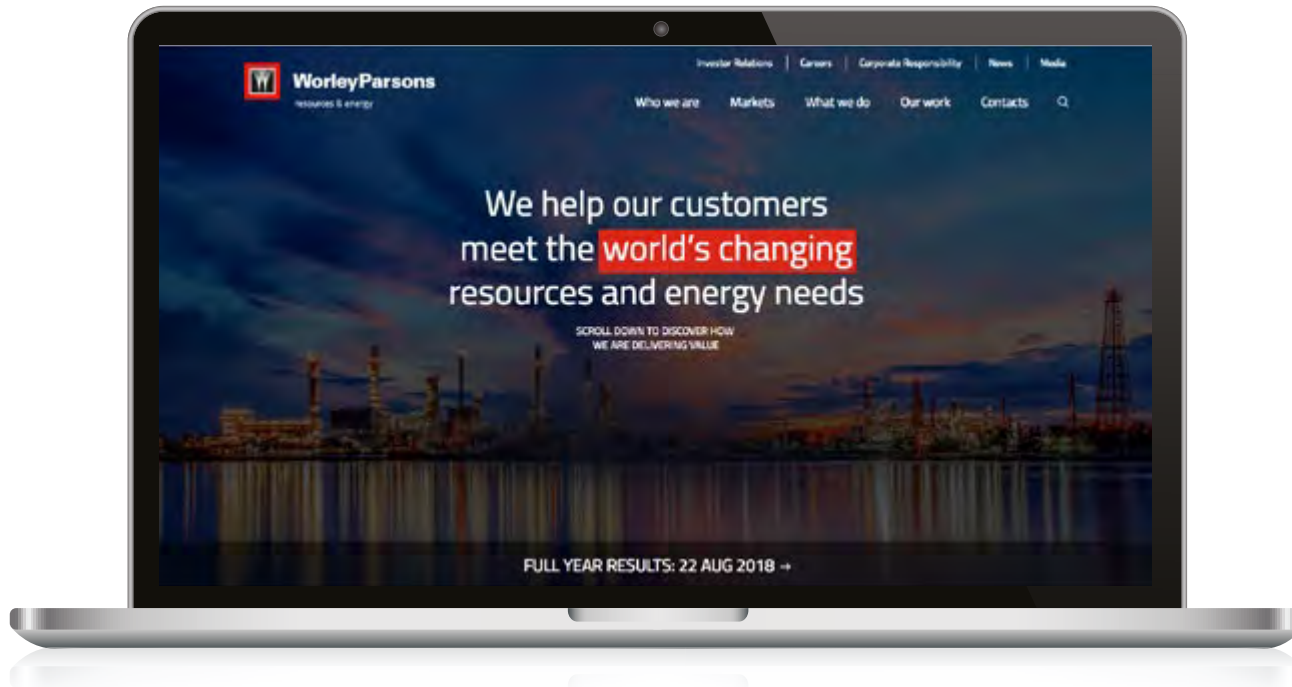 Investor Relations | Careers | Corporate Responsibility | News | Media
WorleyParsons
resources & energy
Who we are Markets What we do Our work Contacts
We help our customers
meet the world's changing
resources and energy needs
SCROLL DOWN TO DISCOVER HOW
WE ARE DELIVERING VALUE
FULL YEAR RESULTS: 22 AUG 2018 →